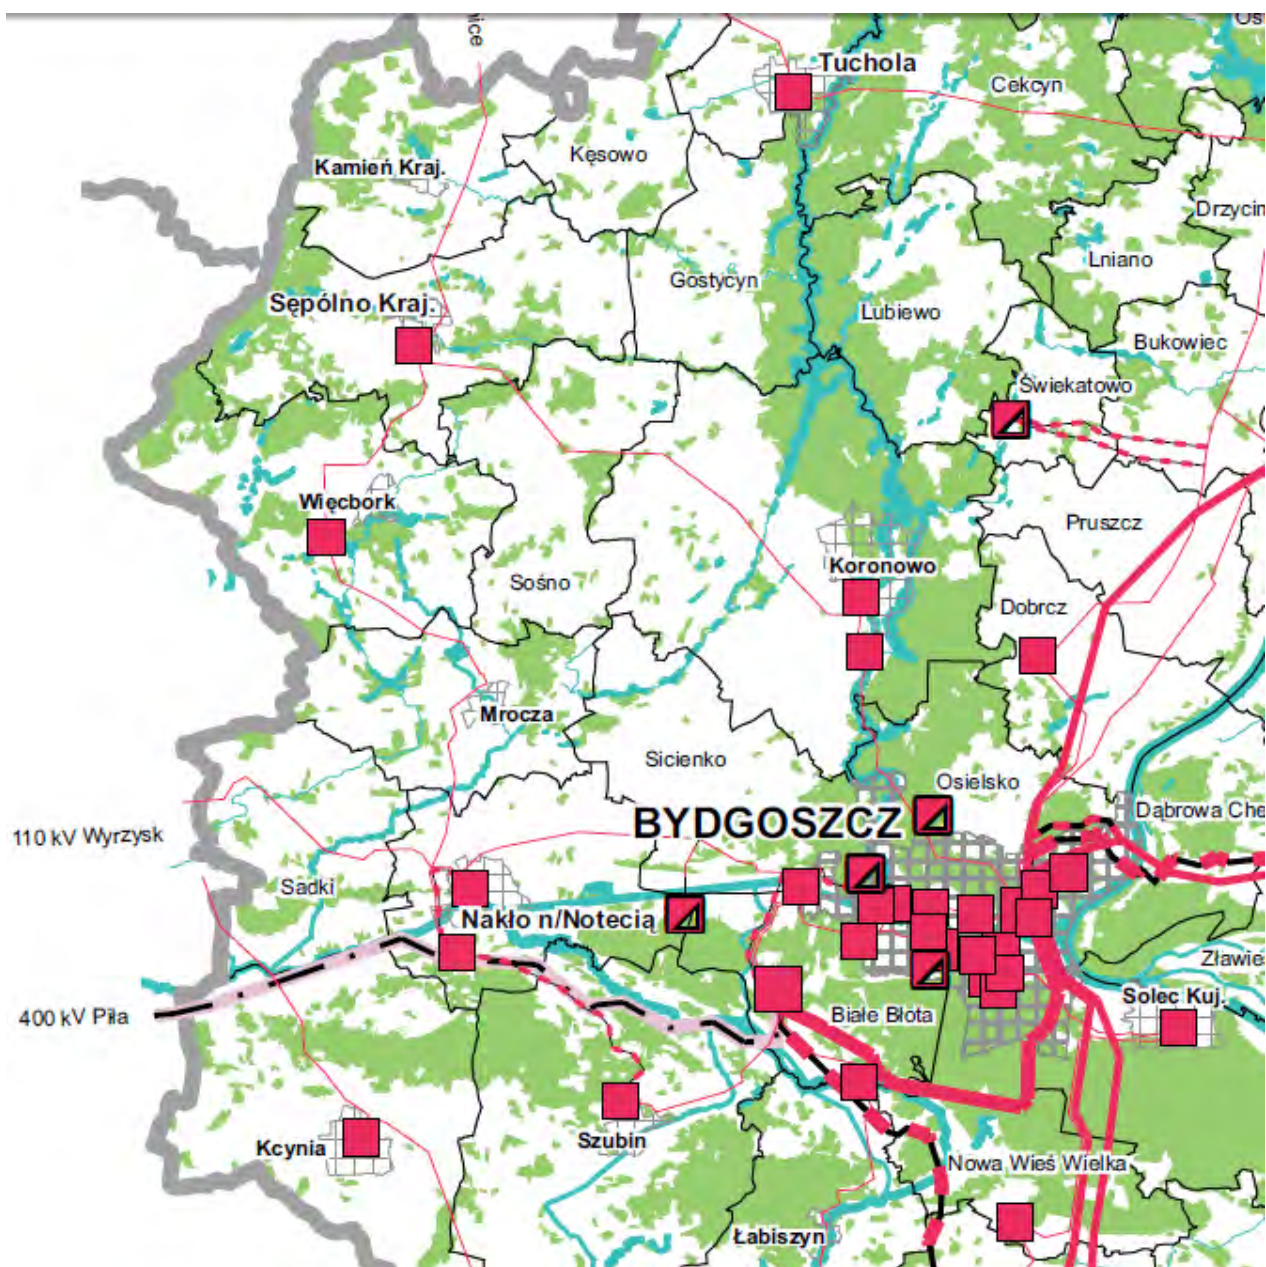 Tuchola
Cekcyn
Kęsowo
Kamień Kraj.
Drzycim
Lniano
Gostycyn
Sępólno Kraj.
Lubiewo
Bukowiec
Świekatowo
Więcbork
Pruszcz
Koronowo
Sośno
Dobrcz
Mrocza
Sicienko
Osielsko
Dąbrowa Che
BYDGOSZCZ
110 kV Wyrzysk
Sadki
Nakło n/Notecią
Zławieś
Solec Kuj.
400 kV Piła
Białe Błota
Kcynia
Szubin
Nowa Wieś Wielka
Łabiszyn